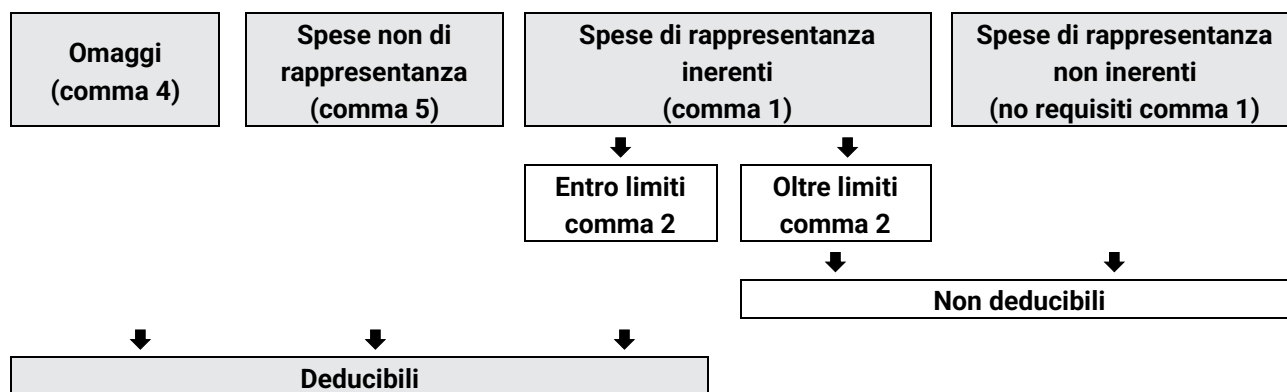 Omaggi
(comma 4)
Spese non di
rappresentanza
(comma 5)
Spese di rappresentanza
inerenti
(comma 1)
Spese di rappresentanza
non inerenti
(no requisiti comma 1)
Entro limiti
comma 2
Oltre limiti
comma 2
Non deducibili
Deducibili